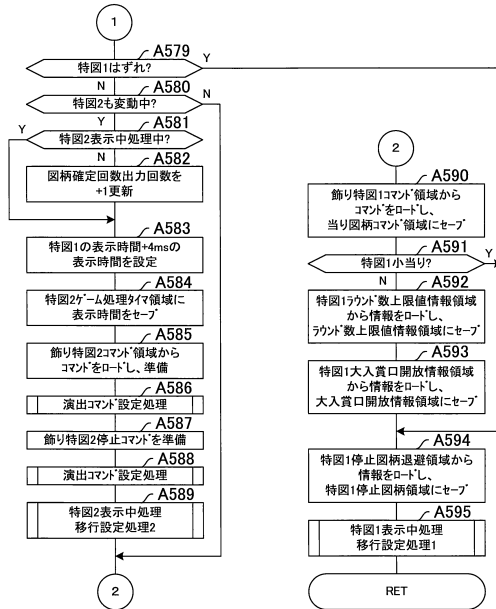 1
A579
特図1はずれ?
Y
N
A580
特図2も変動中?
N
Y
A581
Y
特図2表示中処理中?
N
A582
図柄確定回数出力回数を
+1更新
A583
特図1の表示時間+4msの
表示時間を設定
A584
特図2ゲーム処理タイマ領域に
表示時間をセーブ
A585
飾り特図2コマンド領域から
コマンドをロードし、準備
A586
演出コマンド設定処理
A587
飾り特図2停止コマンドを準備
A588
演出コマンド設定処理
A589
特図2表示中処理
移行設定処理2
2
2
A590
飾り特図1コマンド領域から
コマンドをロードし、
当り図柄コマンド領域にセーブ
A591
特図1小当り?
Y
N
A592
特図1ラウンド数上限値情報領域
から情報をロードし、
ラウンド数上限値情報領域にセーブ
A593
特図1大入賞口開放情報領域
から情報をロードし、
大入賞口開放情報領域にセーブ
A594
特図1停止図柄退避領域から
情報をロードし、
特図1停止図柄領域にセーブ
A595
特図1表示中処理
移行設定処理1
RET